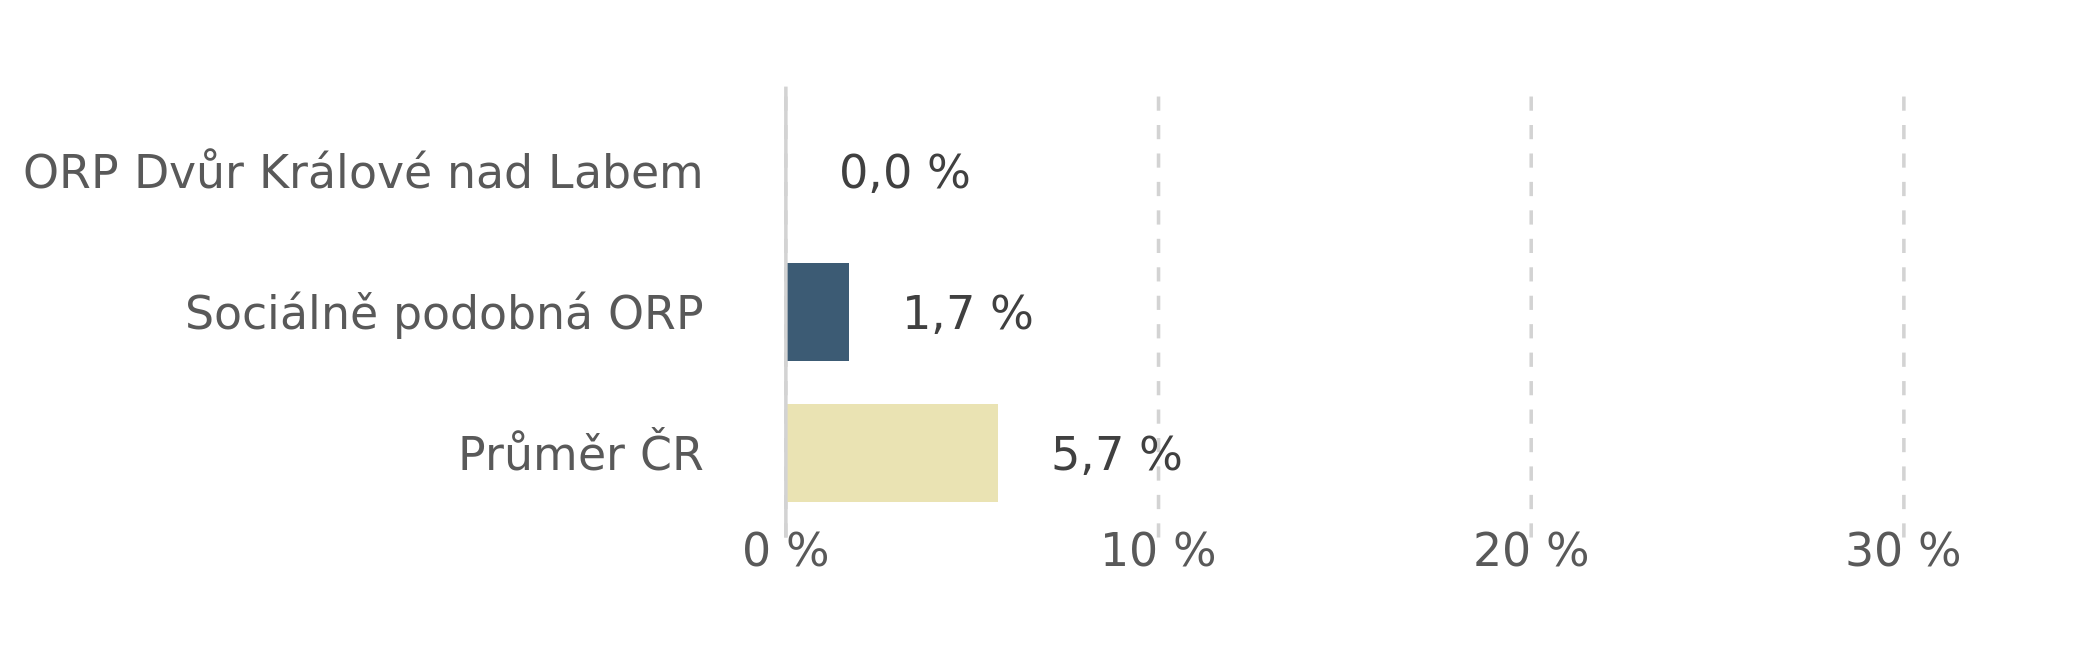 ORP Dvůr Králové nad Labem 0,0 %
Sociálně podobná ORP 1,7 %
Průměr ČR 5,7 %
0 % 10 % 20 % 30 %